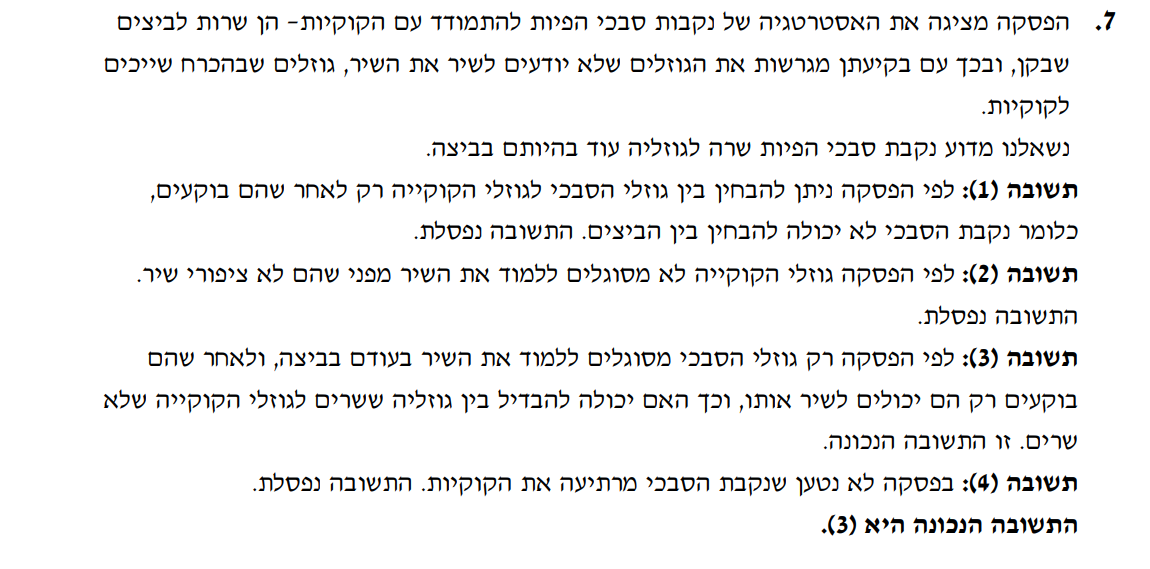 7. הפסקה מציגה את האסטרטגיה של נקבות סבכי הפיות להתמודד עם הקוקיות– הן שרות לביצים
שבקן, ובכך עם בקיעתן מגרשות את הגוזלים שלא יודעים לשיר את השיר, גוזלים שבהכרח שייכים
לקוקיות.
נשאלנו מדוע נקבת סבכי הפיות שרה לגוזליה עוד בהיותם בביצה.
תשובה (1): לפי הפסקה ניתן להבחין בין גוזלי הסבכי לגוזלי הקוקייה רק לאחר שהם בוקעים,
כלומר נקבת הסבכי לא יכולה להבחין בין הביצים. התשובה נפסלת.
תשובה (2): לפי הפסקה גוזלי הקוקייה לא מסוגלים ללמוד את השיר מפני שהם לא ציפורי שיר.
התשובה נפסלת.
תשובה (3): לפי הפסקה רק גוזלי הסבכי מסוגלים ללמוד את השיר בעודם בביצה, ולאחר שהם
בוקעים רק הם יכולים לשיר אותו, וכך האם יכולה להבדיל בין גוזליה ששרים לגוזלי הקוקייה שלא
שרים. זו התשובה הנכונה.
תשובה (4): בפסקה לא נטען שנקבת הסבכי מרתיעה את הקוקיות. התשובה נפסלת.
התשובה הנכונה היא (3).